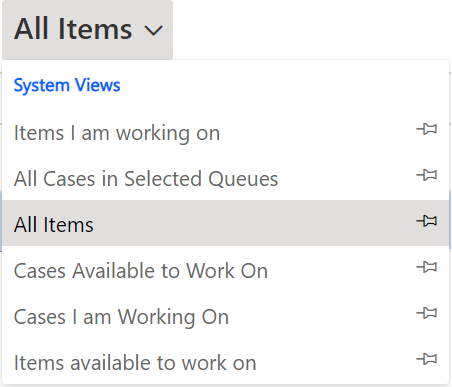 All Items
System Views
Items I am working on
All Cases in Selected Queues
All Items
Cases Available to Work On
Cases I am Working On
Items available to work on